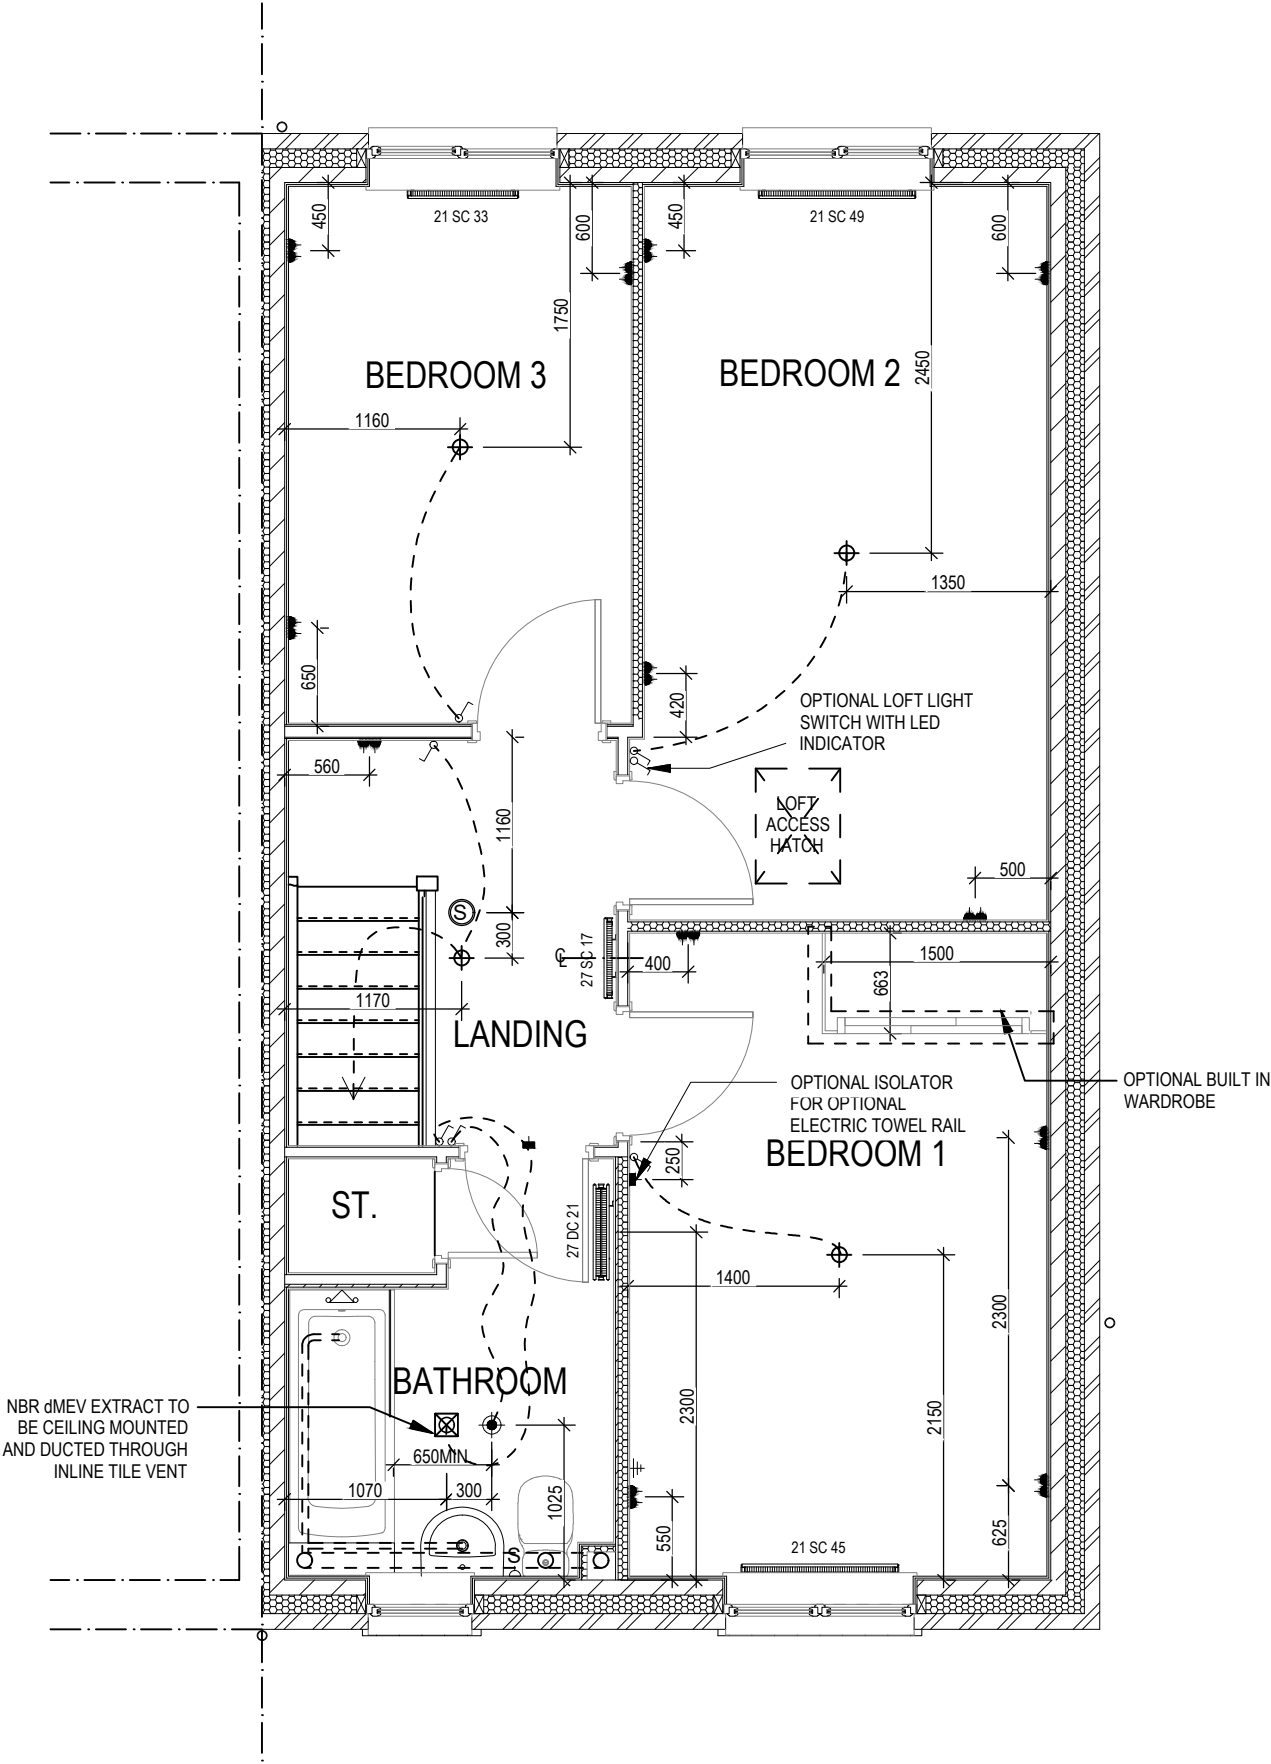 450
21 SC 33
600
450
21 SC 49
600
1750
BEDROOM 3
BEDROOM 2
2450
1160
1350
650
420
OPTIONAL LOFT LIGHT
SWITCH WITH LED
INDICATOR
560
1160
LOFT
ACCESS
HATCH
500
S
300
27 SC 17
400
663
1500
1170
LANDING
OPTIONAL ISOLATOR
FOR OPTIONAL
ELECTRIC TOWEL RAIL
OPTIONAL BUILT IN
WARDROBE
250
BEDROOM 1
ST.
27 DC 21
1400
2300
2300
2150
BATHROOM
NBR dMEV EXTRACT TO
BE CEILING MOUNTED
AND DUCTED THROUGH
INLINE TILE VENT
650MIN
1070
300
1025
550
625
S
21 SC 45